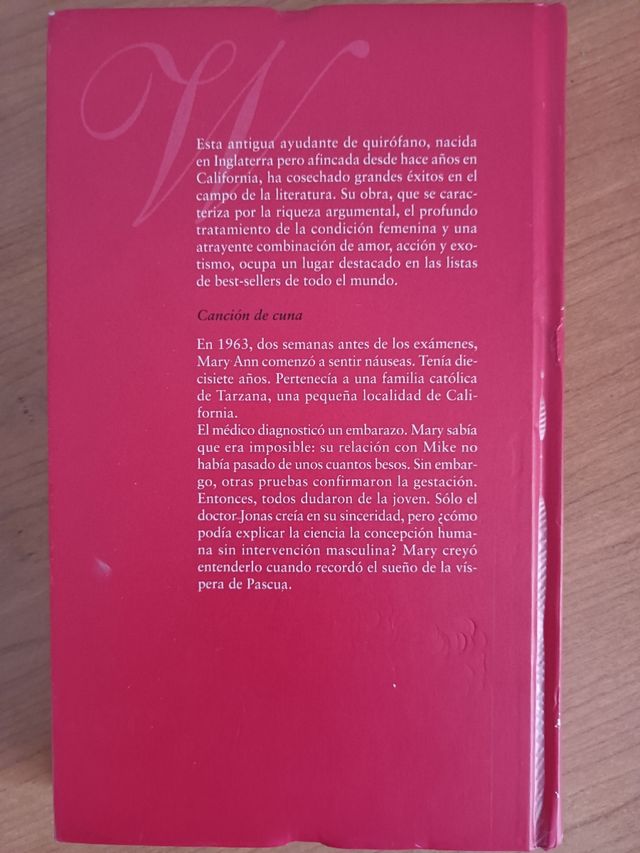 W
Esta antigua ayudante de quirófano, nacida
en Inglaterra pero afincada desde hace años en
California, ha cosechado grandes éxitos en el
campo de la literatura. Su obra, que se carac-
teriza por la riqueza argumental, el profundo
tratamiento de la condición femenina y una
atrayente combinación de amor, acción y exo-
tismo, ocupa un lugar destacado en las listas
de best-sellers de todo el mundo.
Canción de cuna
En 1963, dos semanas antes de los exámenes,
Mary Ann comenzó a sentir náuseas. Tenía die-
cisiete años. Pertenecía a una familia católica
de Tarzana, una pequeña localidad de Cali-
fornia.
El médico diagnosticó un embarazo. Mary sabía
que era imposible: su relación con Mike no
había pasado de unos cuantos besos. Sin embar-
go, otras pruebas confirmaron la gestación.
Entonces, todos dudaron de la joven. Sólo el
doctor Jonas creía en su sinceridad, pero ¿cómo
podía explicar la ciencia la concepción huma-
na sin intervención masculina? Mary creyó
entenderlo cuando recordó el sueño de la vís-
pera de Pascua.